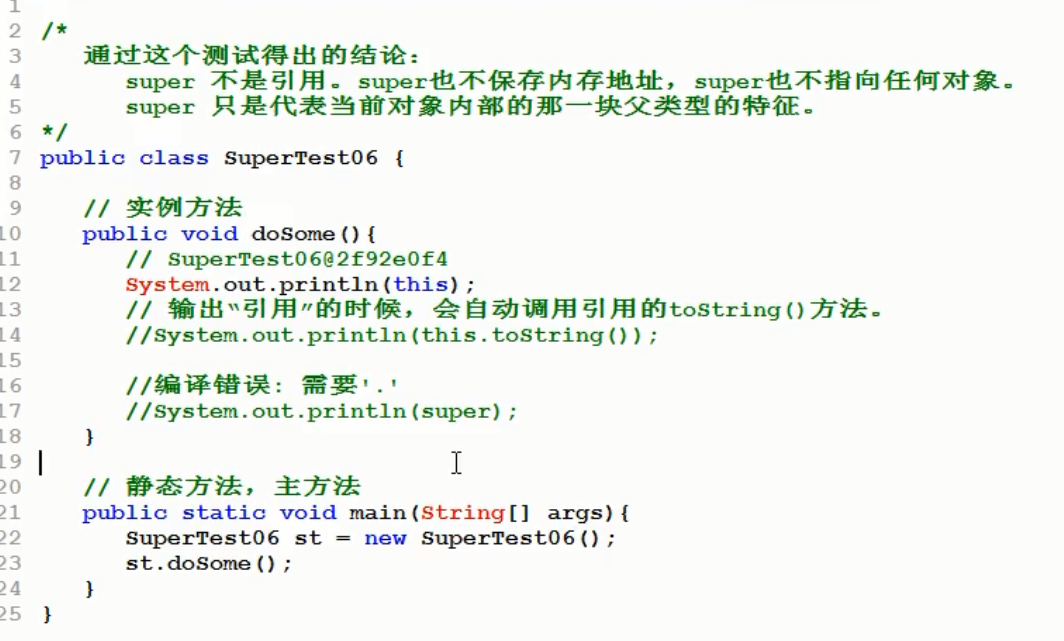 1
2 /*
3 通过这个测试得出的结论：
4 super 不是引用。super也不保存内存地址，super也不指向任何对象。
5 super 只是代表当前对象内部的那一块父类型的特征。
6 */
7 public class SuperTest06 {
8
9 // 实例方法
10 public void doSome(){
11 // SuperTest06@2f92e0f4
12 System.out.println(this);
13 // 输出“引用”的时候，会自动调用引用的toString()方法。
14 //System.out.println(this.toString());
15
16 //编译错误: 需要'.'
17 //System.out.println(super);
18 }
19
20 // 静态方法，主方法
21 public static void main(String[] args){
22 SuperTest06 st = new SuperTest06();
23 st.doSome();
24 }
25 }